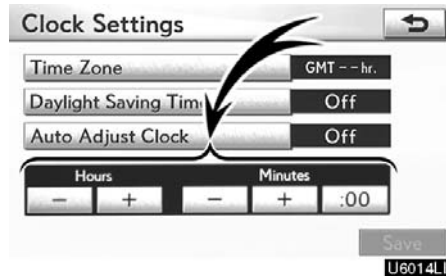 Clock Settings
Time Zone GMT -- hr.
Daylight Saving Tim
Off
Auto Adjust Clock Off
Hours Minutes
- + - + :00
Save
U6014L